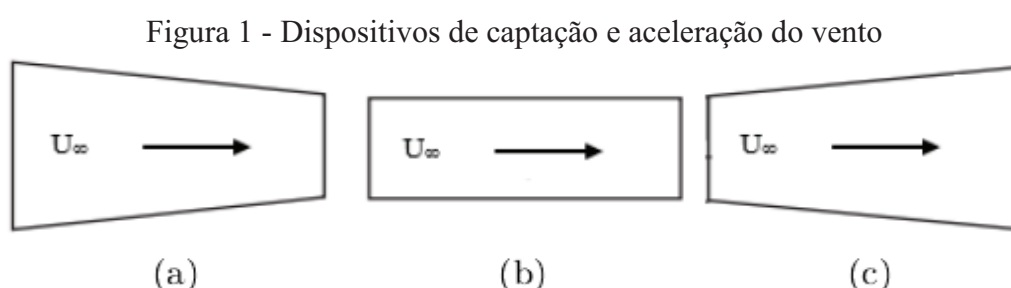 Figura 1 - Dispositivos de captação e aceleração do vento
U∞
U∞
U∞
(a)
(b)
(c)